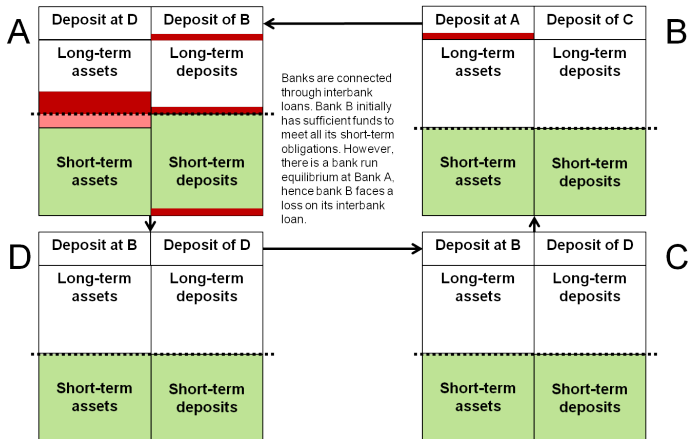 A
Deposit at D
Deposit of B
Long-term
assets
Long-term
deposits
Short-term
assets
Short-term
deposits
Banks are connected
through interbank
loans. Bank B initially
has sufficient funds to
meet all its short-term
obligations. However,
there is a bank run
equilibrium at Bank A,
hence bank B faces a
loss on its interbank
loan.
Deposit at A
Deposit of C
B
Long-term
assets
Long-term
deposits
Short-term
assets
Short-term
deposits
D
Deposit at B
Deposit of D
Long-term
assets
Long-term
deposits
Short-term
assets
Short-term
deposits
Deposit at B
Deposit of D
C
Long-term
assets
Long-term
deposits
Short-term
assets
Short-term
deposits